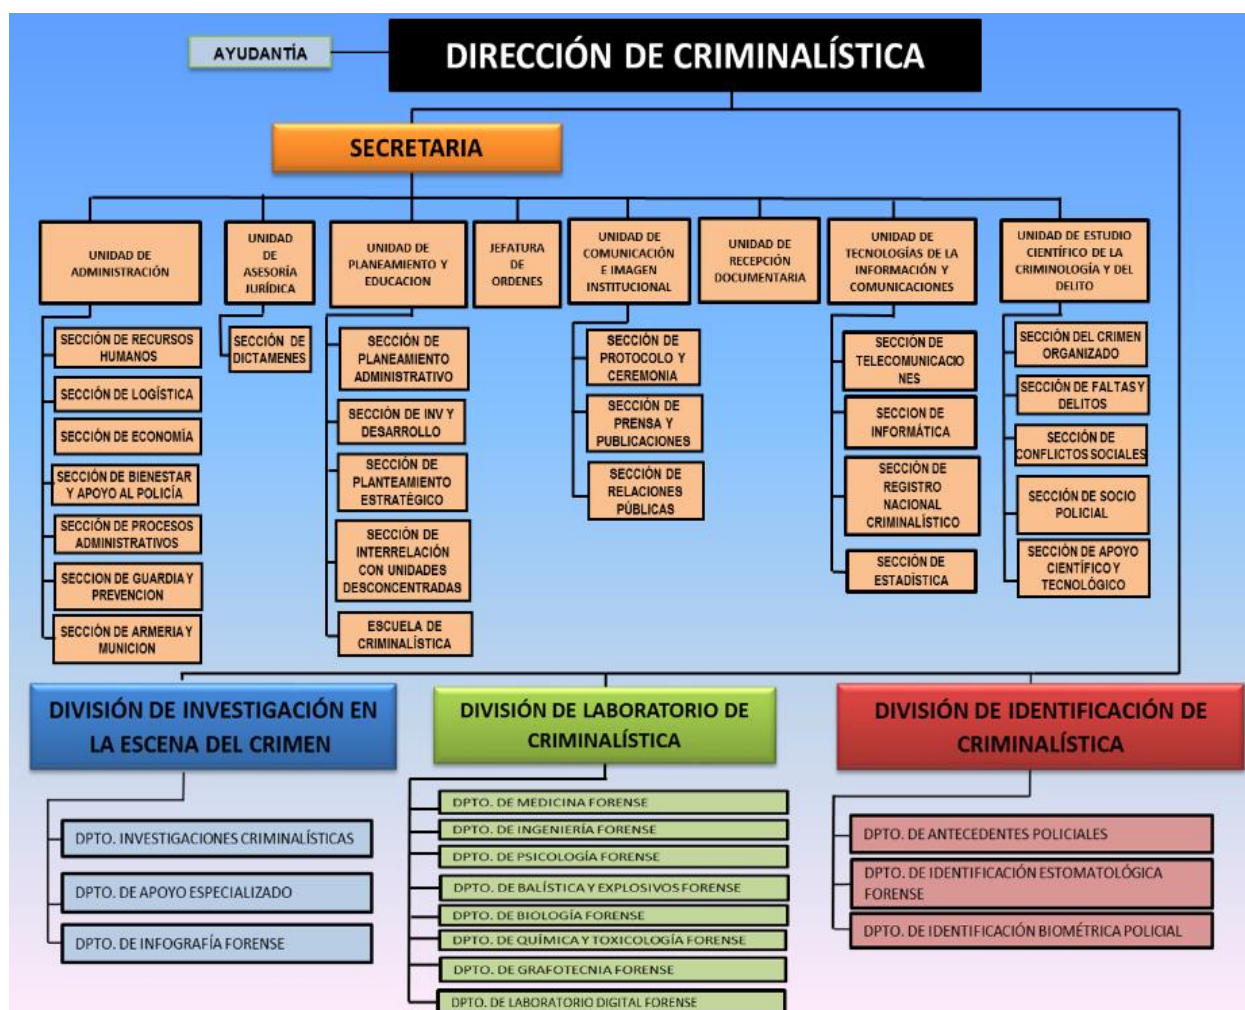 AYUDANTÍA
DIRECCIÓN DE CRIMINALÍSTICA
SECRETARIA
UNIDAD DE
ADMINISTRACIÓN
SECCIÓN DE RECURSOS
HUMANOS
SECCIÓN DE LOGÍSTICA
SECCIÓN DE ECONOMÍA
SECCIÓN DE BIENESTAR
Y APOYO AL POLICÍA
SECCIÓN DE PROCESOS
ADMINISTRATIVOS
SECCION DE GUARDIA Y
PREVENCION
SECCIÓN DE ARMERIA Y
MUNICION
UNIDAD
DE
ASESORÍA
JURÍDICA
SECCIÓN DE
DICTAMENES
UNIDAD DE
PLANEAMIENTO Y
EDUCACION
SECCIÓN DE
PLANEAMIENTO
ADMINISTRATIVO
SECCIÓN DE INV Y
DESARROLLO
SECCIÓN DE
PLANTEAMIENTO
ESTRATÉGICO
SECCIÓN DE
INTERRELACIÓN
CON UNIDADES
DESCONCENTRADAS
ESCUELA DE
CRIMINALÍSTICA
JEFATURA
DE
ORDENES
UNIDAD DE
COMUNICACIÓN
E IMAGEN
INSTITUCIONAL
SECCIÓN DE
PROTOCOLO Y
CEREMONIA
SECCIÓN DE
PRENSA Y
PUBLICACIONES
SECCIÓN DE
RELACIONES
PÚBLICAS
UNIDAD DE
RECEPCIÓN
DOCUMENTARIA
UNIDAD DE
TECNOLOGÍAS DE LA
INFORMACIÓN Y
COMUNICACIONES
SECCIÓN DE
TELECOMUNICACIO
NES
SECCION DE
INFORMÁTICA
SECCIÓN DE
REGISTRO
NACIONAL
CRIMINALÍSTICO
SECCIÓN DE
ESTADÍSTICA
UNIDAD DE ESTUDIO
CIENTÍFICO DE LA
CRIMINOLOGÍA Y DEL
DELITO
SECCIÓN DEL CRIMEN
ORGANIZADO
SECCIÓN DE FALTAS Y
DELITOS
SECCIÓN DE
CONFLICTOS SOCIALES
SECCIÓN DE SOCIO
POLICIAL
SECCIÓN DE APOYO
CIENTÍFICO Y
TECNOLÓGICO
DIVISIÓN DE INVESTIGACIÓN EN
LA ESCENA DEL CRIMEN
DPTO. INVESTIGACIONES CRIMINALÍSTICAS
DPTO. DE APOYO ESPECIALIZADO
DPTO. DE INFOGRAFÍA FORENSE
DIVISIÓN DE LABORATORIO DE
CRIMINALÍSTICA
DPTO. DE MEDICINA FORENSE
DPTO. DE INGENIERÍA FORENSE
DPTO. DE PSICOLOGÍA FORENSE
DPTO. DE BALÍSTICA Y EXPLOSIVOS FORENSE
DPTO. DE BIOLOGÍA FORENSE
DPTO. DE QUÍMICA Y TOXICOLOGÍA FORENSE
DPTO. DE GRAFOTECNIA FORENSE
DPTO. DE LABORATORIO DIGITAL FORENSE
DIVISIÓN DE IDENTIFICACIÓN DE
CRIMINALÍSTICA
DPTO. DE ANTECEDENTES POLICIALES
DPTO. DE IDENTIFICACIÓN ESTOMATOLÓGICA
FORENSE
DPTO. DE IDENTIFICACIÓN BIOMÉTRICA POLICIAL